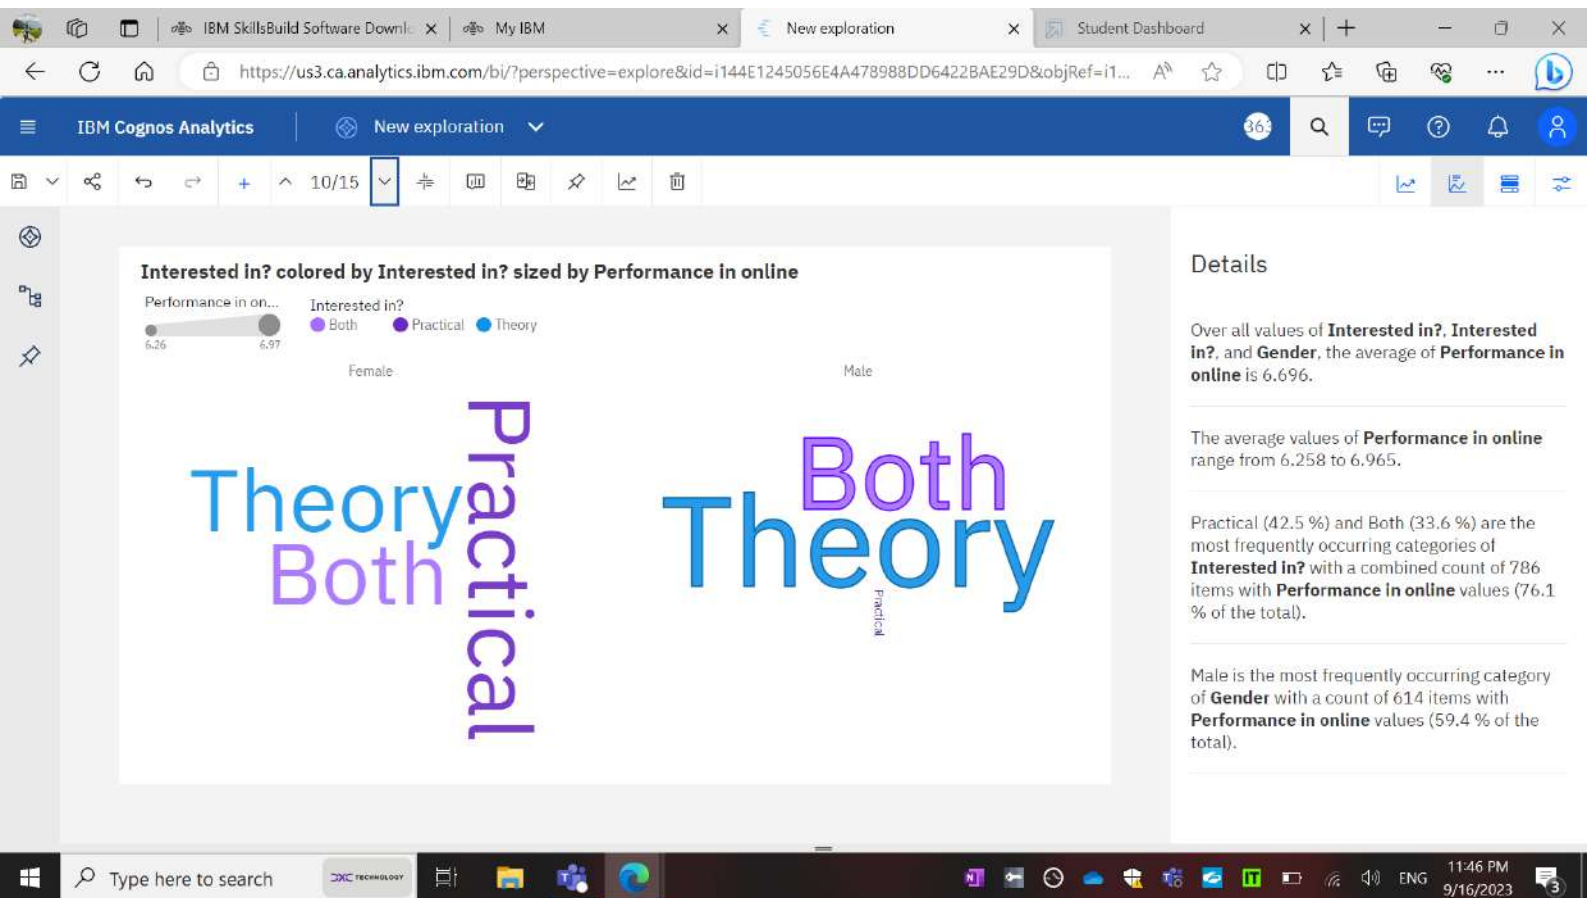 IBM SkillsBuild Software Downlo
My IBM
New exploration
Student Dashboard
https://us3.ca.analytics.ibm.com/bi/?perspective=explore&id=i144E1245056E4A478988DD6422BAE29D&objRef=i1...
IBM Cognos Analytics
New exploration
10/15
Interested in? colored by Interested in? sized by Performance in online
Performance in on...
6.26
6.97
Interested in?
Both
Practical
Theory
Female
Male
Theory
Both
Practical
Both
Theory
Practical
Details
Over all values of Interested in?, Interested
in?, and Gender, the average of Performance in
online is 6.696.
The average values of Performance in online
range from 6.258 to 6.965.
Practical (42.5 %) and Both (33.6 %) are the
most frequently occurring categories of
Interested in? with a combined count of 786
items with Performance in online values (76.1
% of the total).
Male is the most frequently occurring category
of Gender with a count of 614 items with
Performance in online values (59.4 % of the
total).
Type here to search
DXC TECHNOLOGY
ENG
11:46 PM
9/16/2023
3